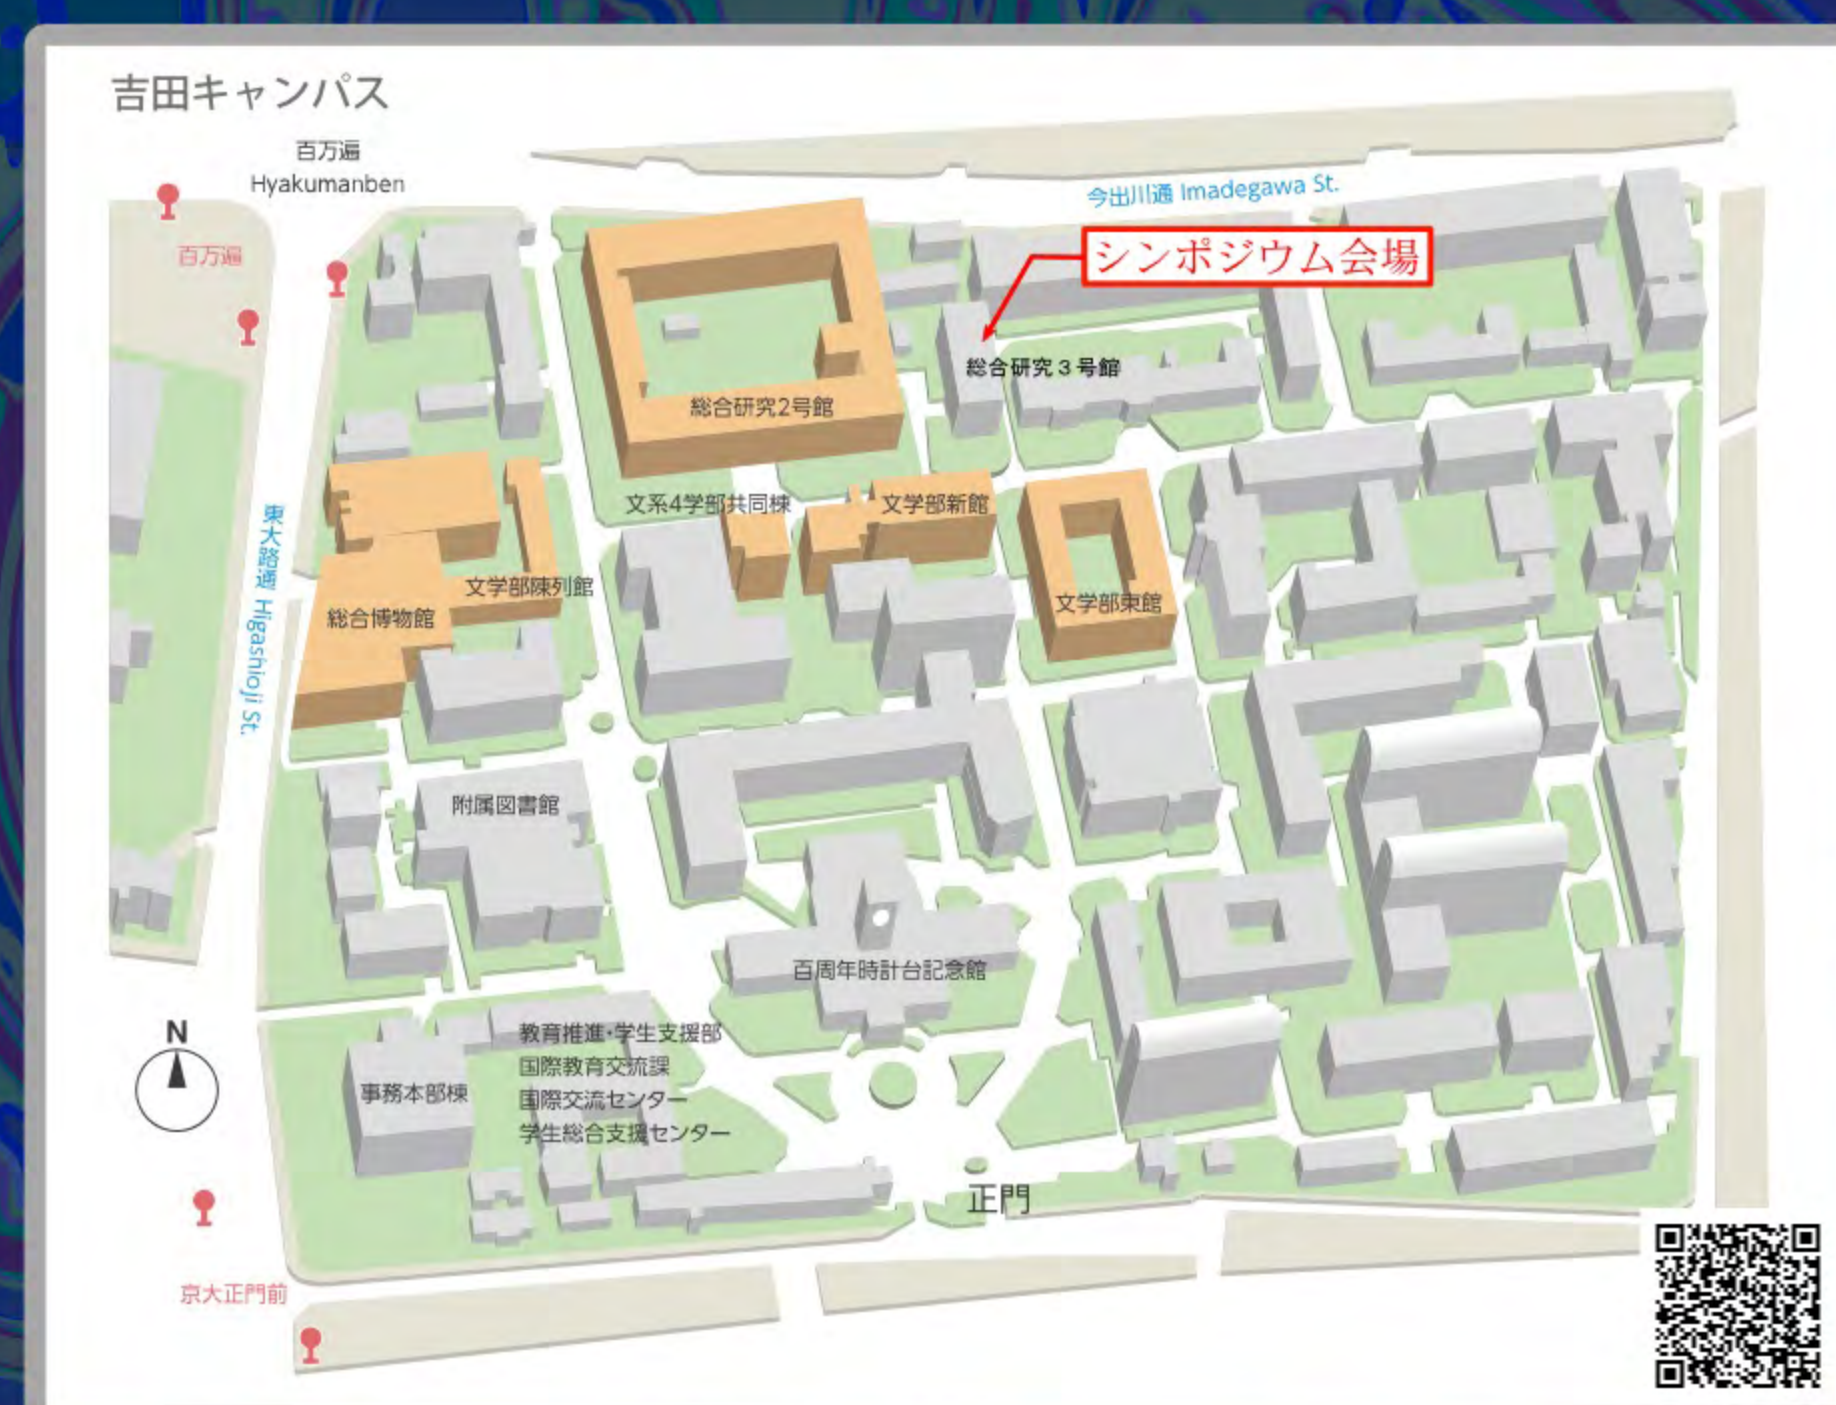 吉田キャンパス
百万遍
Hyakumanben
今出川通 Imadegawa St.
百万遍
シンポジウム会場
総合研究３号館
総合研究2号館
文系4学部共同棟
文学部新館
東大路通 Higashioji St.
文学部陳列館
総合博物館
文学部東館
附属図書館
百周年時計台記念館
N
教育推進・学生支援部
国際教育交流課
国際交流センター
学生総合支援センター
事務本部棟
正門
京大正門前